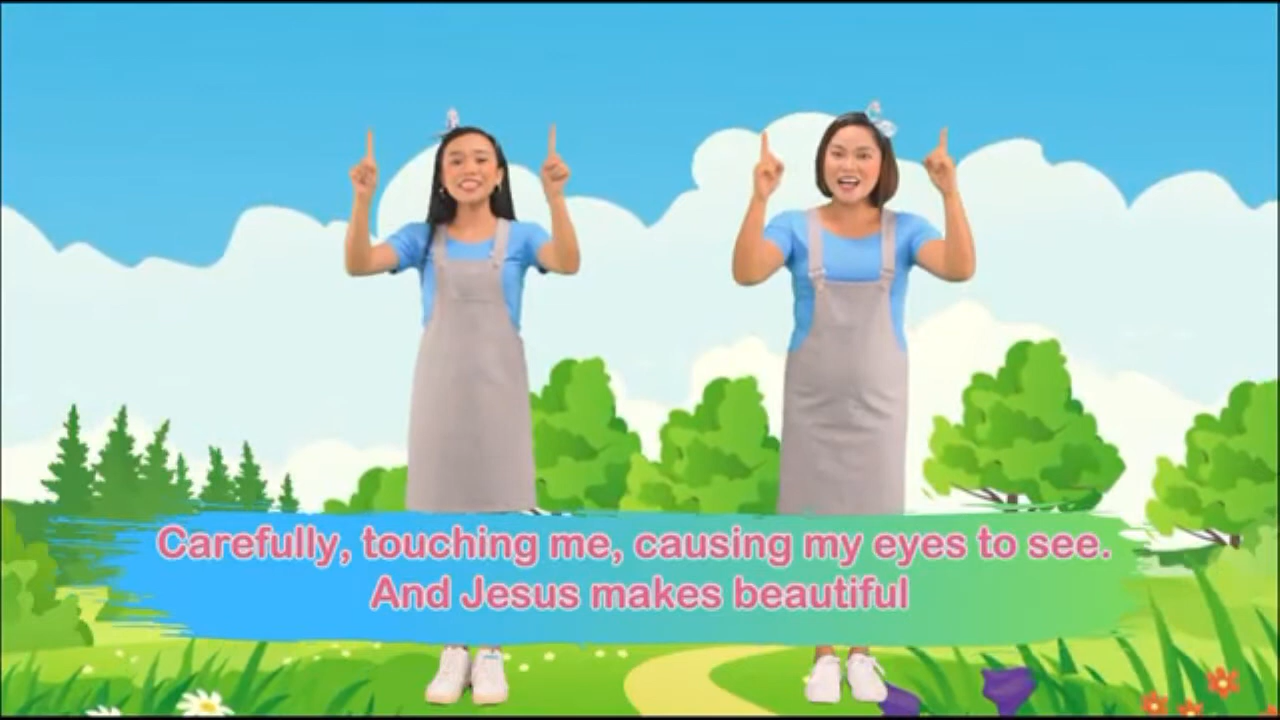 Carefully, touching me, causing my eyes to see.
And Jesus makes beautiful